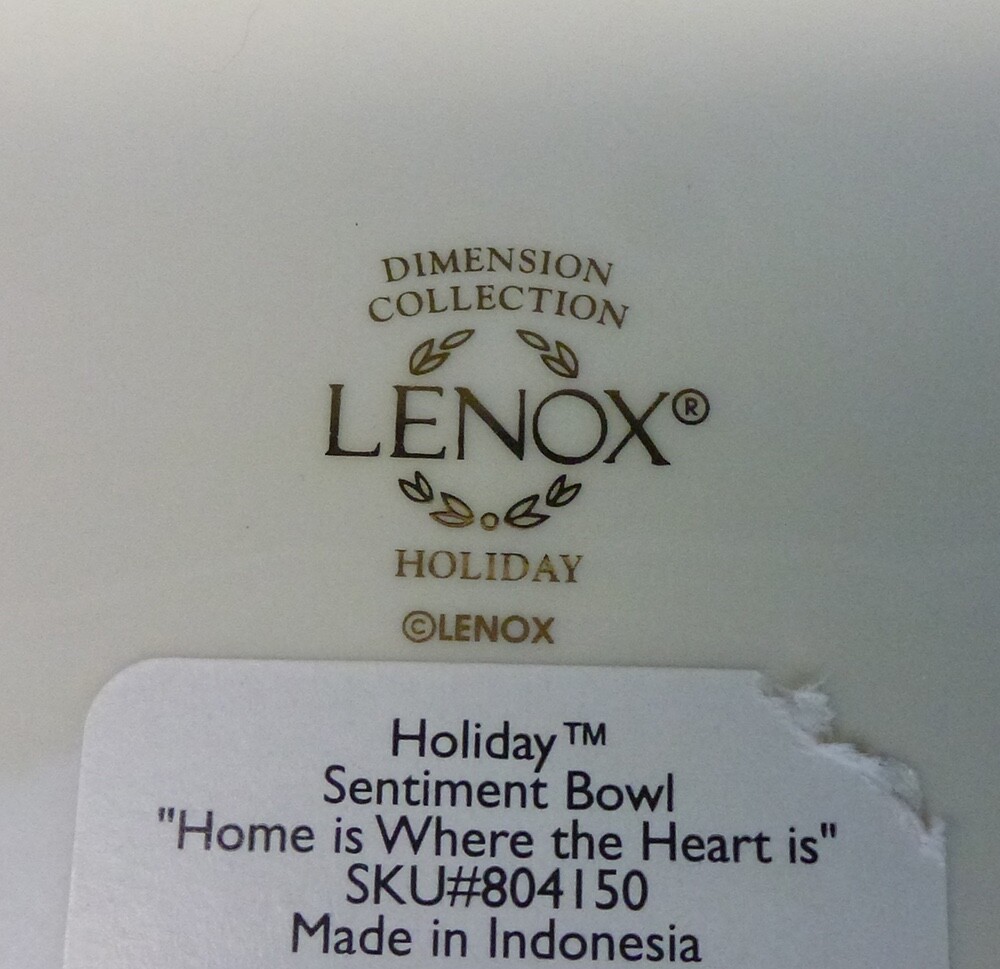 DIMENSION
COLLECTION
LENOX®
HOLIDAY
©LENOX
Holiday™
Sentiment Bowl
"Home is Where the Heart is"
SKU#804150
Made in Indonesia